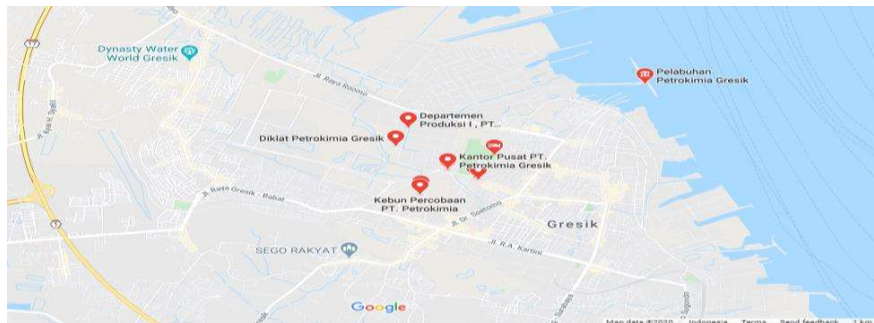 Dynasty Water
World Gresik
Jl. Raya Roomo
Pelabuhan
Petrokimia Gresik
Departemen
Produksi I , PT...
Diklat Petrokimia Gresik
Kantor Pusat PT.
Petrokimia Gresik
Kebun Percobaan
PT. Petrokimia
Jl. Raya Gresik - Babat
Jl. Dr. Soetomo
Gresik
Jl. R.A. Kartini
SEGO RAKYAT
Google
Map data ©2020
Indonesia
Terms
Send feedback
1 km